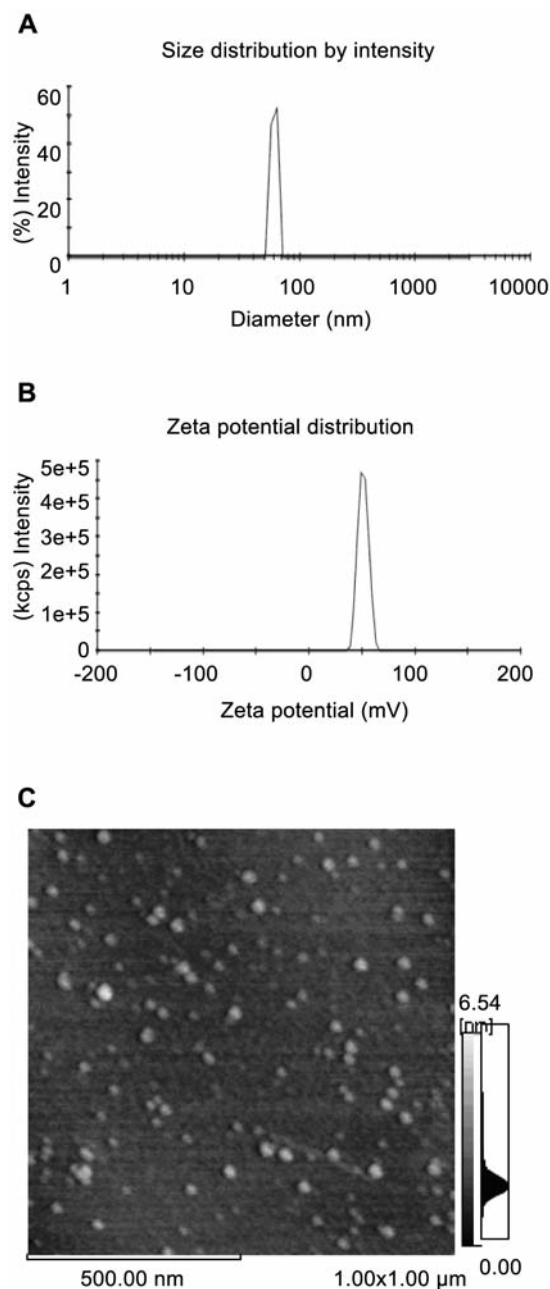 A
Size distribution by intensity
60
40
20
0
(%) Intensity
1 10 100 1000 10000
Diameter (nm)
B
Zeta potential distribution
5e+5
4e+5
3e+5
2e+5
1e+5
0
(kcps) Intensity
-200 -100 0 100 200
Zeta potential (mV)
C
6.54
[nm]
0.00
500.00 nm 1.00x1.00 µm